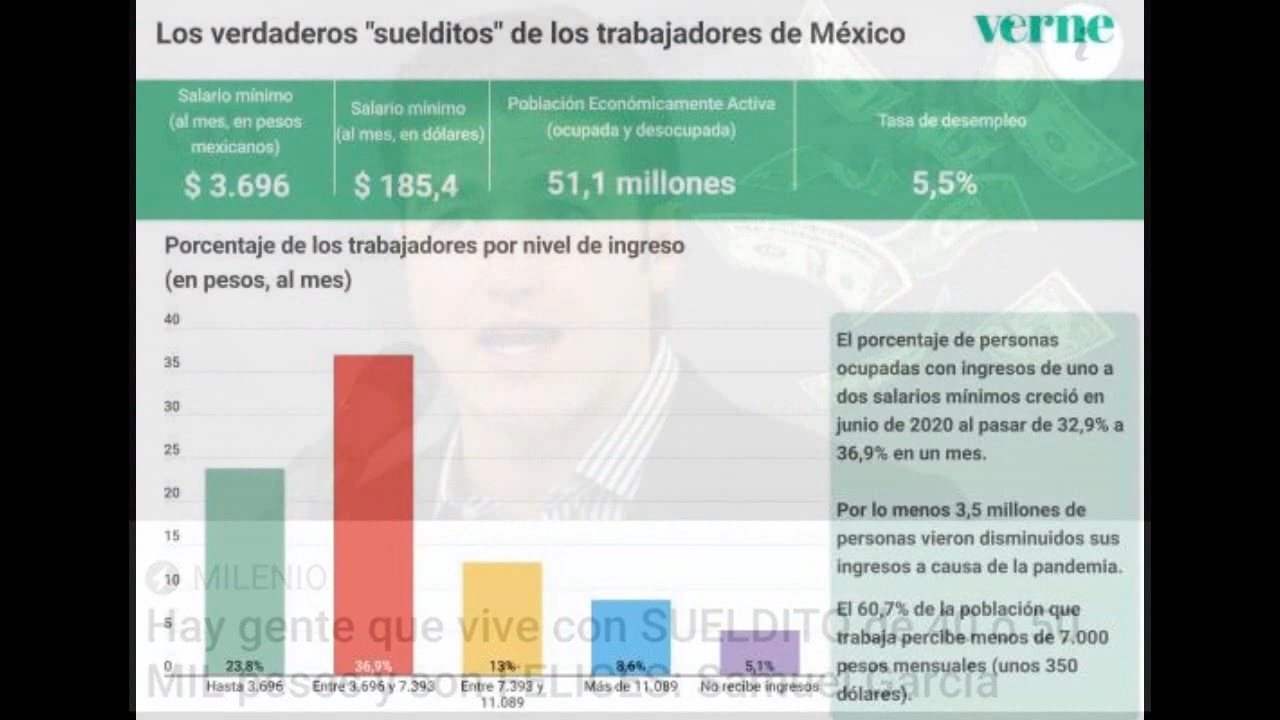 Los verdaderos "suelditos" de los trabajadores de México
verne
Salario mínimo
(al mes, en pesos
mexicanos)
$ 3.696
Salario mínimo
(al mes, en dólares)
$ 185,4
Población Económicamente Activa
(ocupada y desocupada)
51,1 millones
Tasa de desempleo
5,5%
Porcentaje de los trabajadores por nivel de ingreso
(en pesos, al mes)
40
35
30
25
20
15
10
5
0
23,8%
36,9%
13%
8,6%
5,1%
Hasta 3.696
Entre 3.696 y 7.393
Entre 7.393 y
11.089
Más de 11.089
No recibe ingresos
El porcentaje de personas
ocupadas con ingresos de uno a
dos salarios mínimos creció en
junio de 2020 al pasar de 32,9% a
36,9% en un mes.
Por lo menos 3,5 millones de
personas vieron disminuidos sus
ingresos a causa de la pandemia.
El 60,7% de la población que
trabaja percibe menos de 7.000
pesos mensuales (unos 350
dólares).
MILENIO
Hay gente que vive con SUELDITO de 40 o 50
MIL pesos y son FELICES: Samuel García